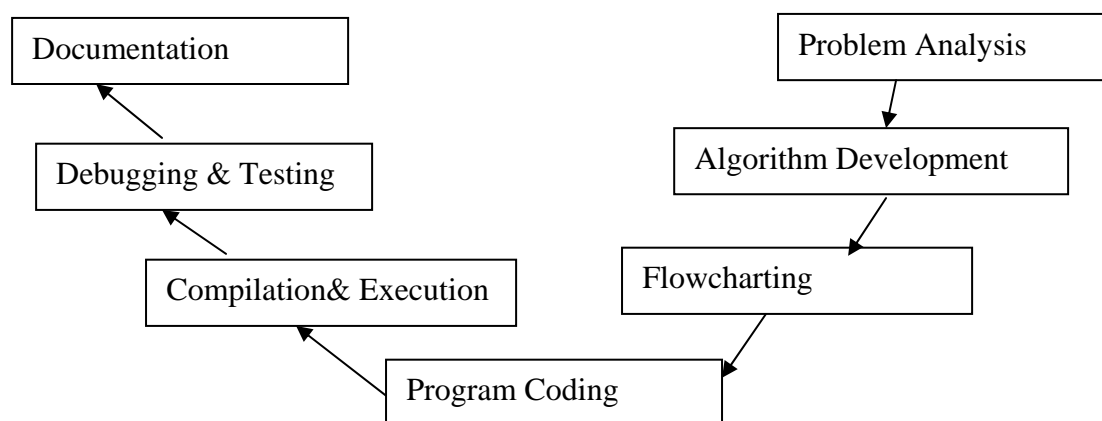 Documentation
Problem Analysis
Debugging & Testing
Algorithm Development
Compilation& Execution
Flowcharting
Program Coding